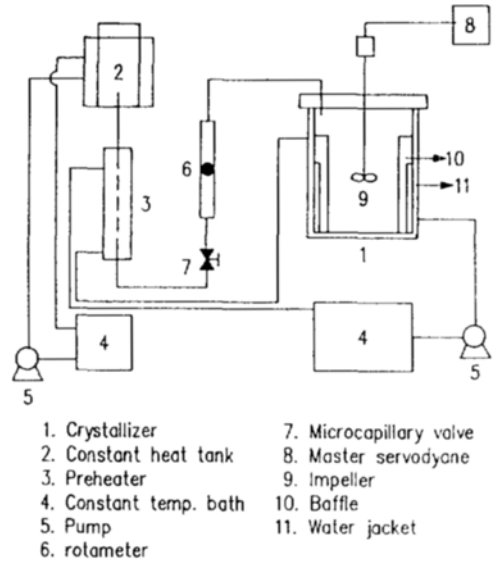 8
2
6
10
3
9
11
7
1
4
4
5
5
1. Crystallizer
2. Constant heat tank
3. Preheater
4. Constant temp. bath
5. Pump
6. rotameter
7. Microcapillary valve
8. Master servodyane
9. Impeller
10. Baffle
11. Water jacket